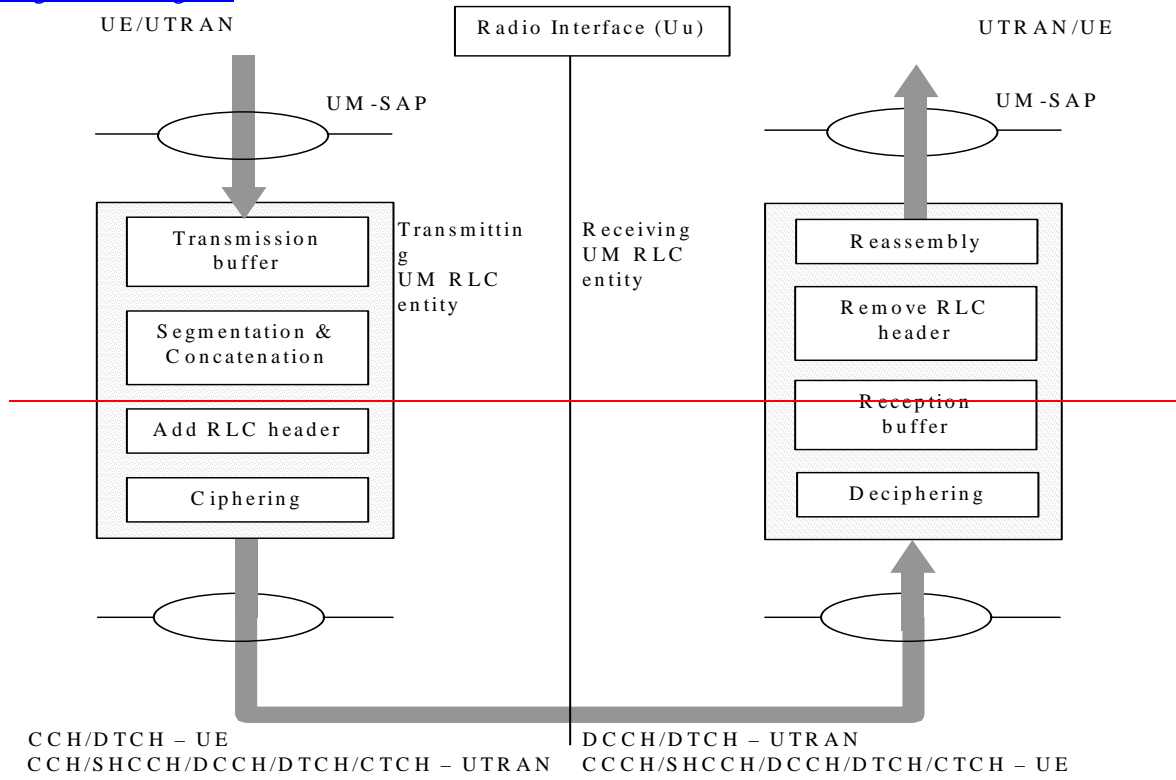 UE/UTRAN
Radio Interface (Uu)
UTRAN/UE
UM-SAP
UM-SAP
Transmission
buffer
Segmentation &
Concatenation
Add RLC header
Ciphering
Transmittin
g
UM RLC
entity
Receiving
UM RLC
entity
Reassembly
Remove RLC
header
Reception
buffer
Deciphering
CCH/DTCH – UE
CCH/SHCCH/DCCH/DTCH/CTCH – UTRAN
DCCH/DTCH – UTRAN
CCCH/SHCCH/DCCH/DTCH/CTCH – UE